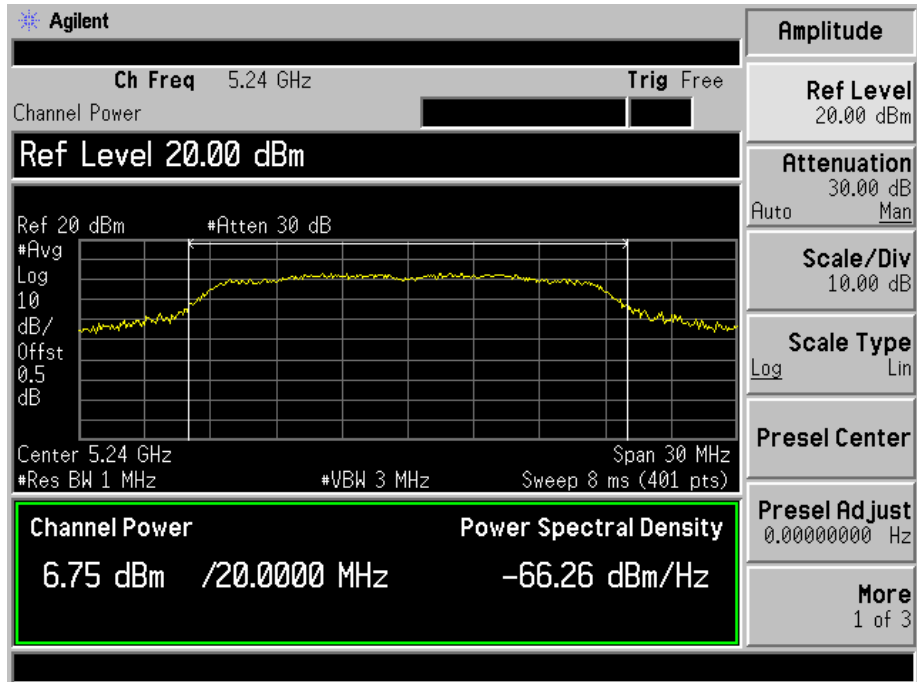 Agilent
Ch Freq 5.24 GHz Trig Free
Channel Power
Ref Level 20.00 dBm
Ref 20 dBm #Atten 30 dB
#Avg
Log
10
dB/
Offst
0.5
dB
Center 5.24 GHz Span 30 MHz
#Res BW 1 MHz #VBW 3 MHz Sweep 8 ms (401 pts)
Channel Power Power Spectral Density
6.75 dBm /20.0000 MHz -66.26 dBm/Hz
Amplitude
Ref Level
20.00 dBm
Attenuation
30.00 dB
Auto Man
Scale/Div
10.00 dB
Scale Type
Log Lin
Presel Center
Presel Adjust
0.00000000 Hz
More
1 of 3